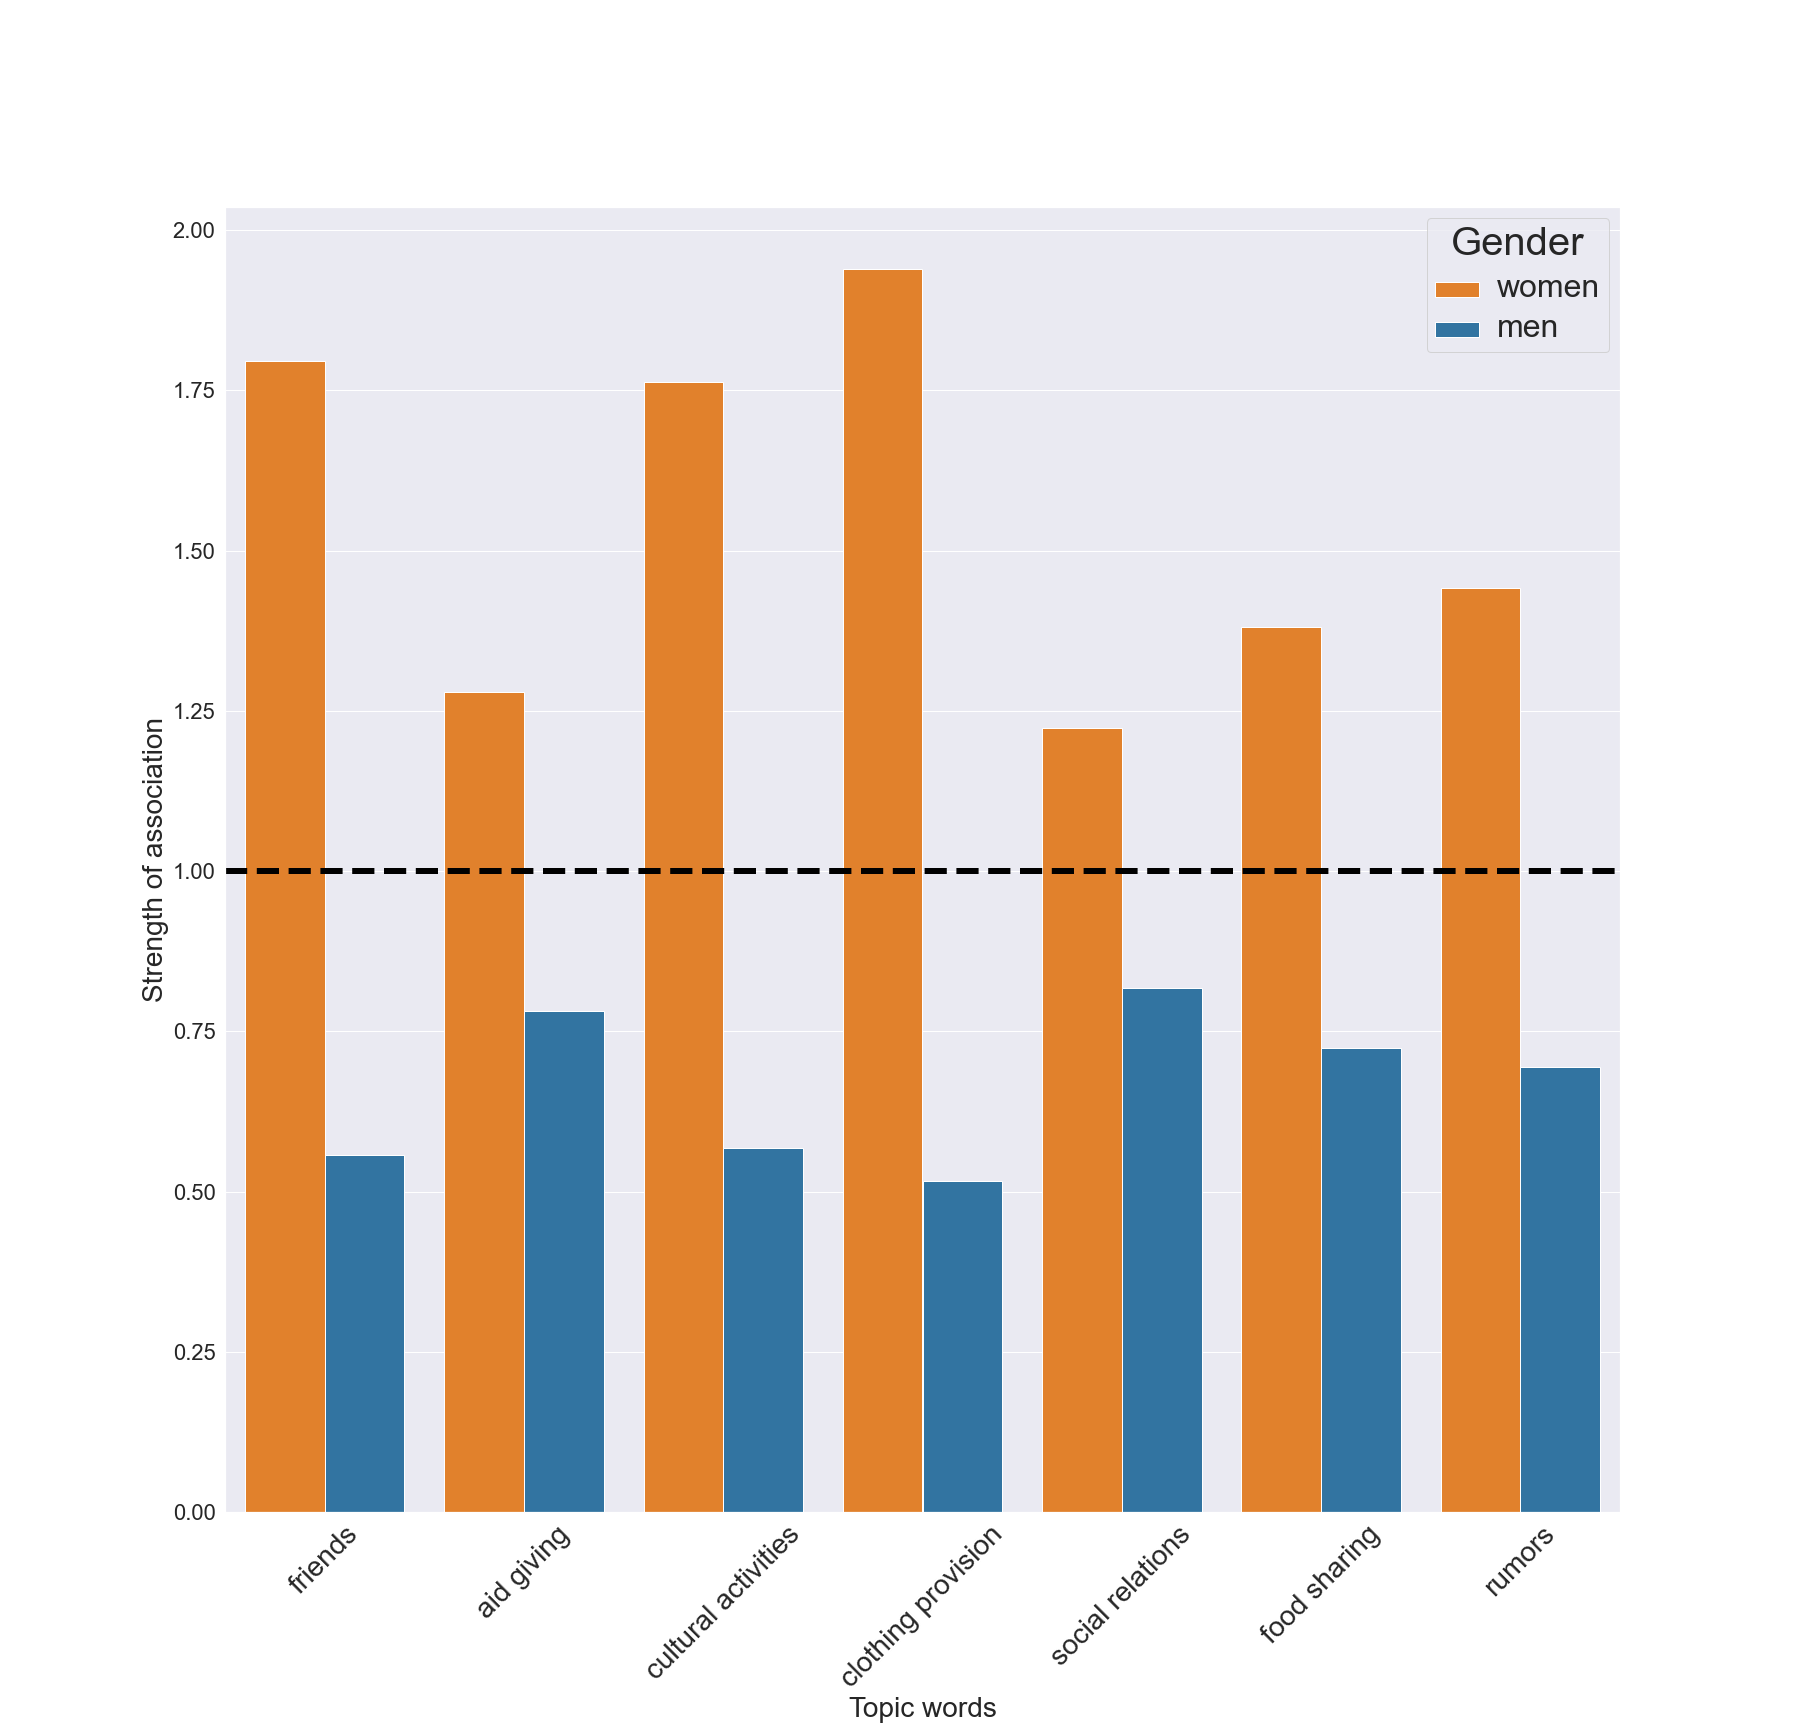 Gender
women
men
2.00
1.75
1.50
1.25
1.00
0.75
0.50
0.25
0.00
Strength of association
friends
aid giving
cultural activities
clothing provision
social relations
food sharing
rumors
Topic words